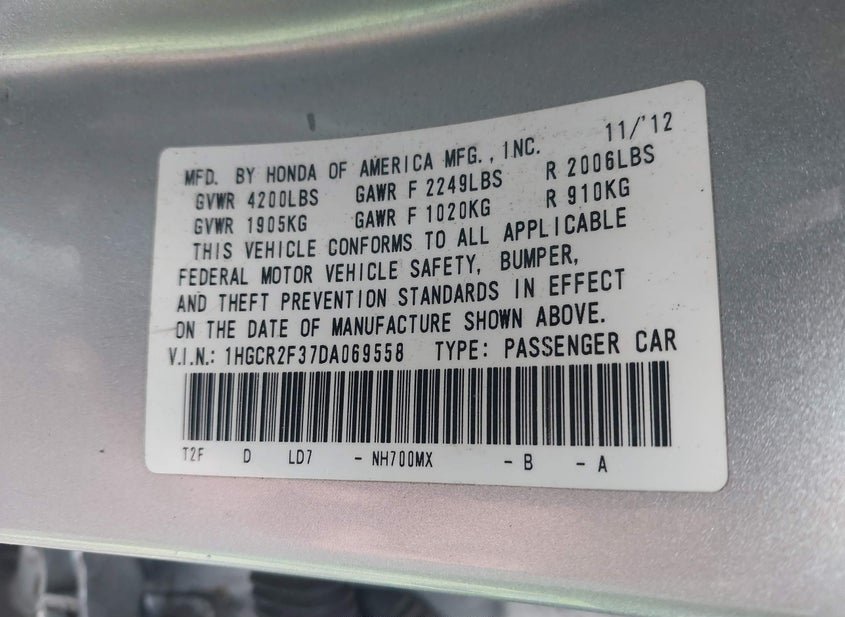 11/'12
MFD. BY HONDA OF AMERICA MFG., INC.
GVWR 4200LBS GAWR F 2249LBS R 2006LBS
GVWR 1905KG GAWR F 1020KG R 910KG
THIS VEHICLE CONFORMS TO ALL APPLICABLE
FEDERAL MOTOR VEHICLE SAFETY, BUMPER,
AND THEFT PREVENTION STANDARDS IN EFFECT
ON THE DATE OF MANUFACTURE SHOWN ABOVE.
V.I.N.: 1HGCR2F37DA069558 TYPE: PASSENGER CAR
T2F D LD7 - NH700MX - B - A